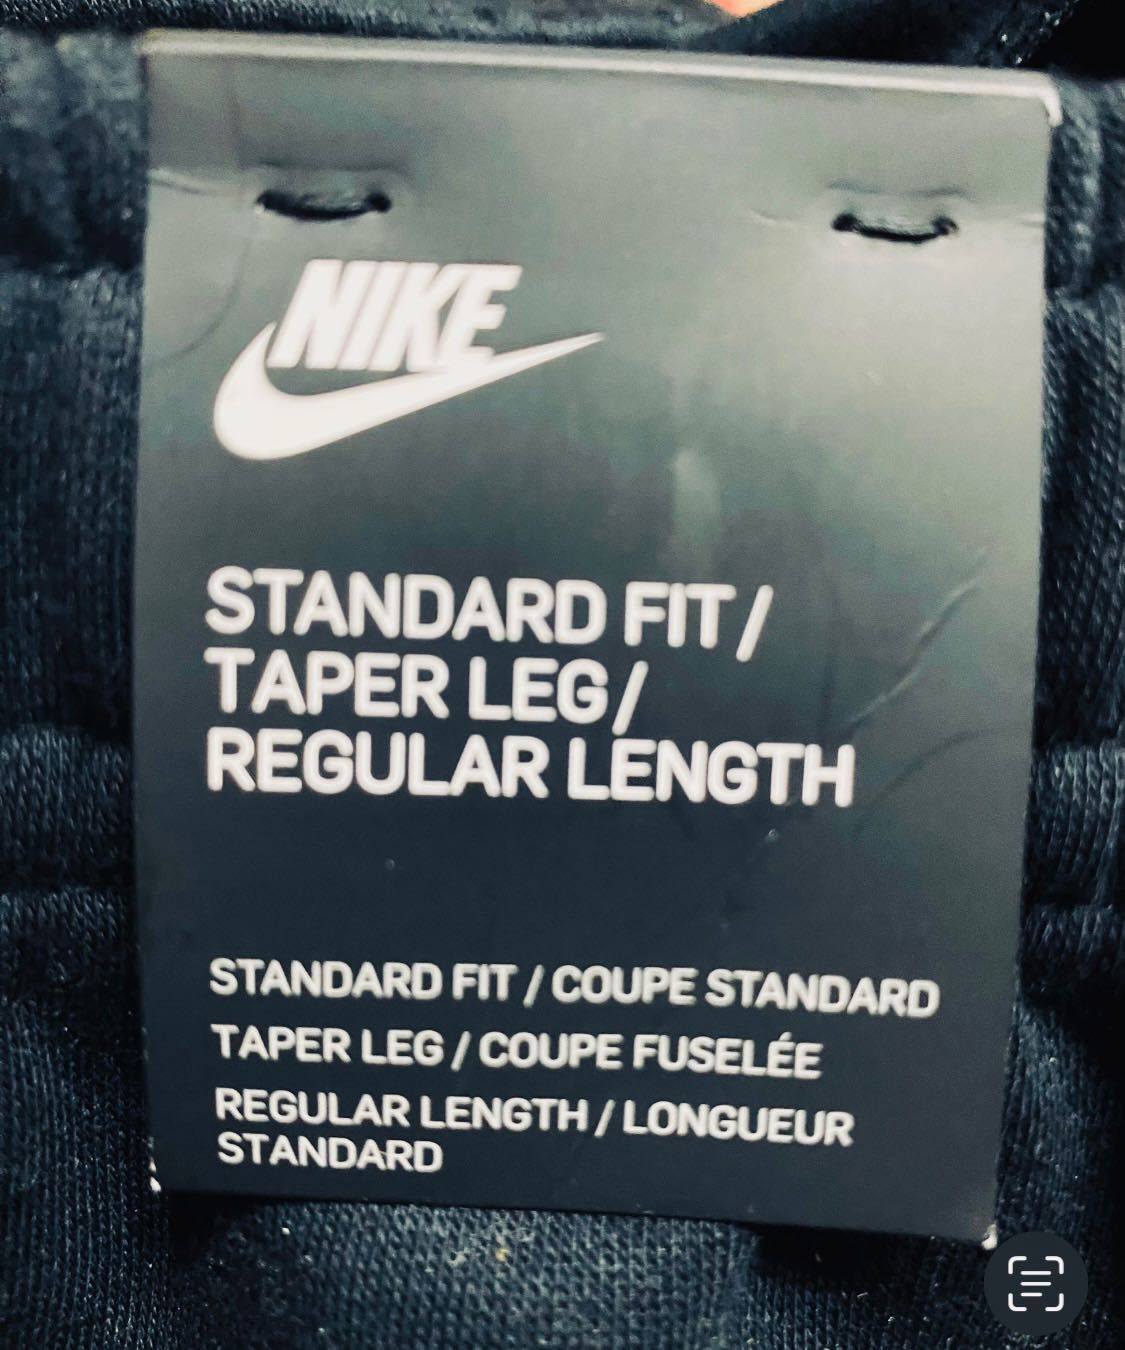 NIKE
STANDARD FIT /
TAPER LEG /
REGULAR LENGTH
STANDARD FIT / COUPE STANDARD
TAPER LEG / COUPE FUSELÉE
REGULAR LENGTH / LONGUEUR
STANDARD